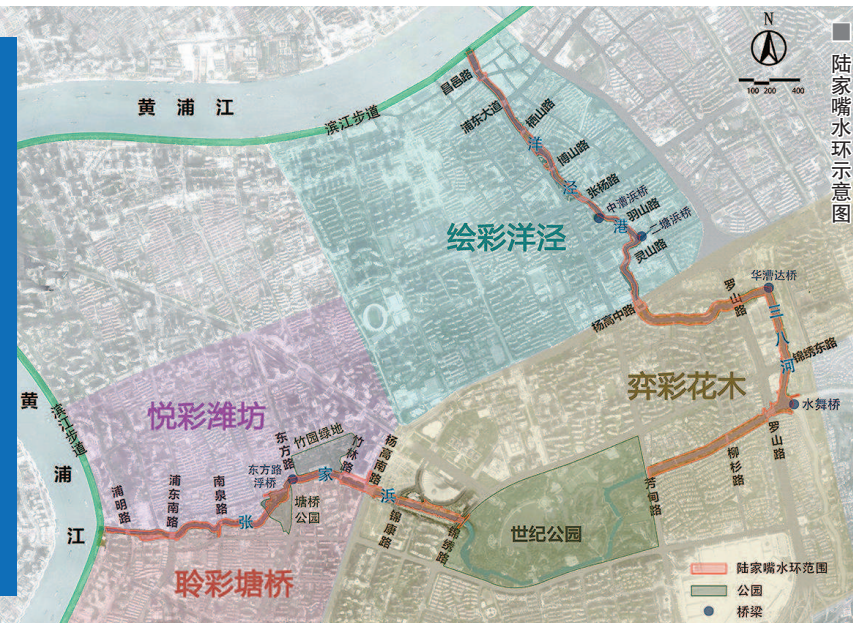 陆家嘴水环示意图
N
100 200 400
黄浦江
滨江步道
昌邑路
浦东大道
栖山路
洋泾港
博山路
张杨路
中漕浜桥
羽山路
二塘浜桥
灵山路
绘彩洋泾
杨高中路
罗山路
华漕达桥
三八河
锦绣东路
水舞桥
罗山路
柳杉路
芳甸路
弈彩花木
黄浦江
滨江步道
悦彩潍坊
东方路
竹园绿地
竹林路
杨高南路
东方路
浮桥
张家浜
塘桥
公园
浦明路
浦东南路
南泉路
锦康路
锦绣路
世纪公园
聆彩塘桥
陆家嘴水环范围
公园
桥梁